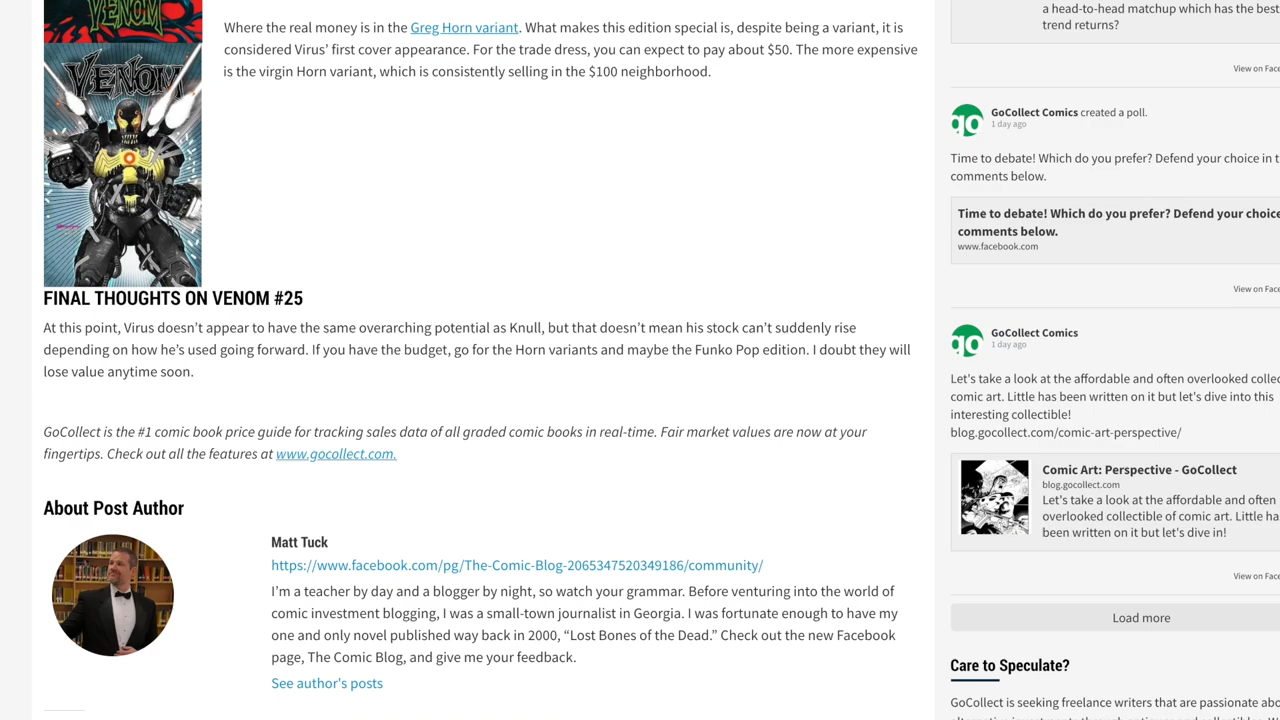 VENOM
VENOM
Where the real money is in the Greg Horn variant. What makes this edition special is, despite being a variant, it is
considered Virus’ first cover appearance. For the trade dress, you can expect to pay about $50. The more expensive
is the virgin Horn variant, which is consistently selling in the $100 neighborhood.
FINAL THOUGHTS ON VENOM #25
At this point, Virus doesn’t appear to have the same overarching potential as Knull, but that doesn’t mean his stock can’t suddenly rise
depending on how he’s used going forward. If you have the budget, go for the Horn variants and maybe the Funko Pop edition. I doubt they will
lose value anytime soon.
GoCollect is the #1 comic book price guide for tracking sales data of all graded comic books in real-time. Fair market values are now at your
fingertips. Check out all the features at www.gocollect.com.
About Post Author
Matt Tuck
https://www.facebook.com/pg/The-Comic-Blog-2065347520349186/community/
I’m a teacher by day and a blogger by night, so watch your grammar. Before venturing into the world of
comic investment blogging, I was a small-town journalist in Georgia. I was fortunate enough to have my
one and only novel published way back in 2000, “Lost Bones of the Dead.” Check out the new Facebook
page, The Comic Blog, and give me your feedback.
See author's posts
a head-to-head matchup which has the best
trend returns?
View on Face
go
GoCollect Comics created a poll.
1 day ago
Time to debate! Which do you prefer? Defend your choice in t
comments below.
Time to debate! Which do you prefer? Defend your choice
comments below.
www.facebook.com
View on Face
go
GoCollect Comics
1 day ago
Let's take a look at the affordable and often overlooked collec
comic art. Little has been written on it but let's dive into this
interesting collectible!
blog.gocollect.com/comic-art-perspective/
Comic Art: Perspective - GoCollect
blog.gocollect.com
Let's take a look at the affordable and often
overlooked collectible of comic art. Little ha
been written on it but let's dive in!
View on Face
Load more
Care to Speculate?
GoCollect is seeking freelance writers that are passionate abo